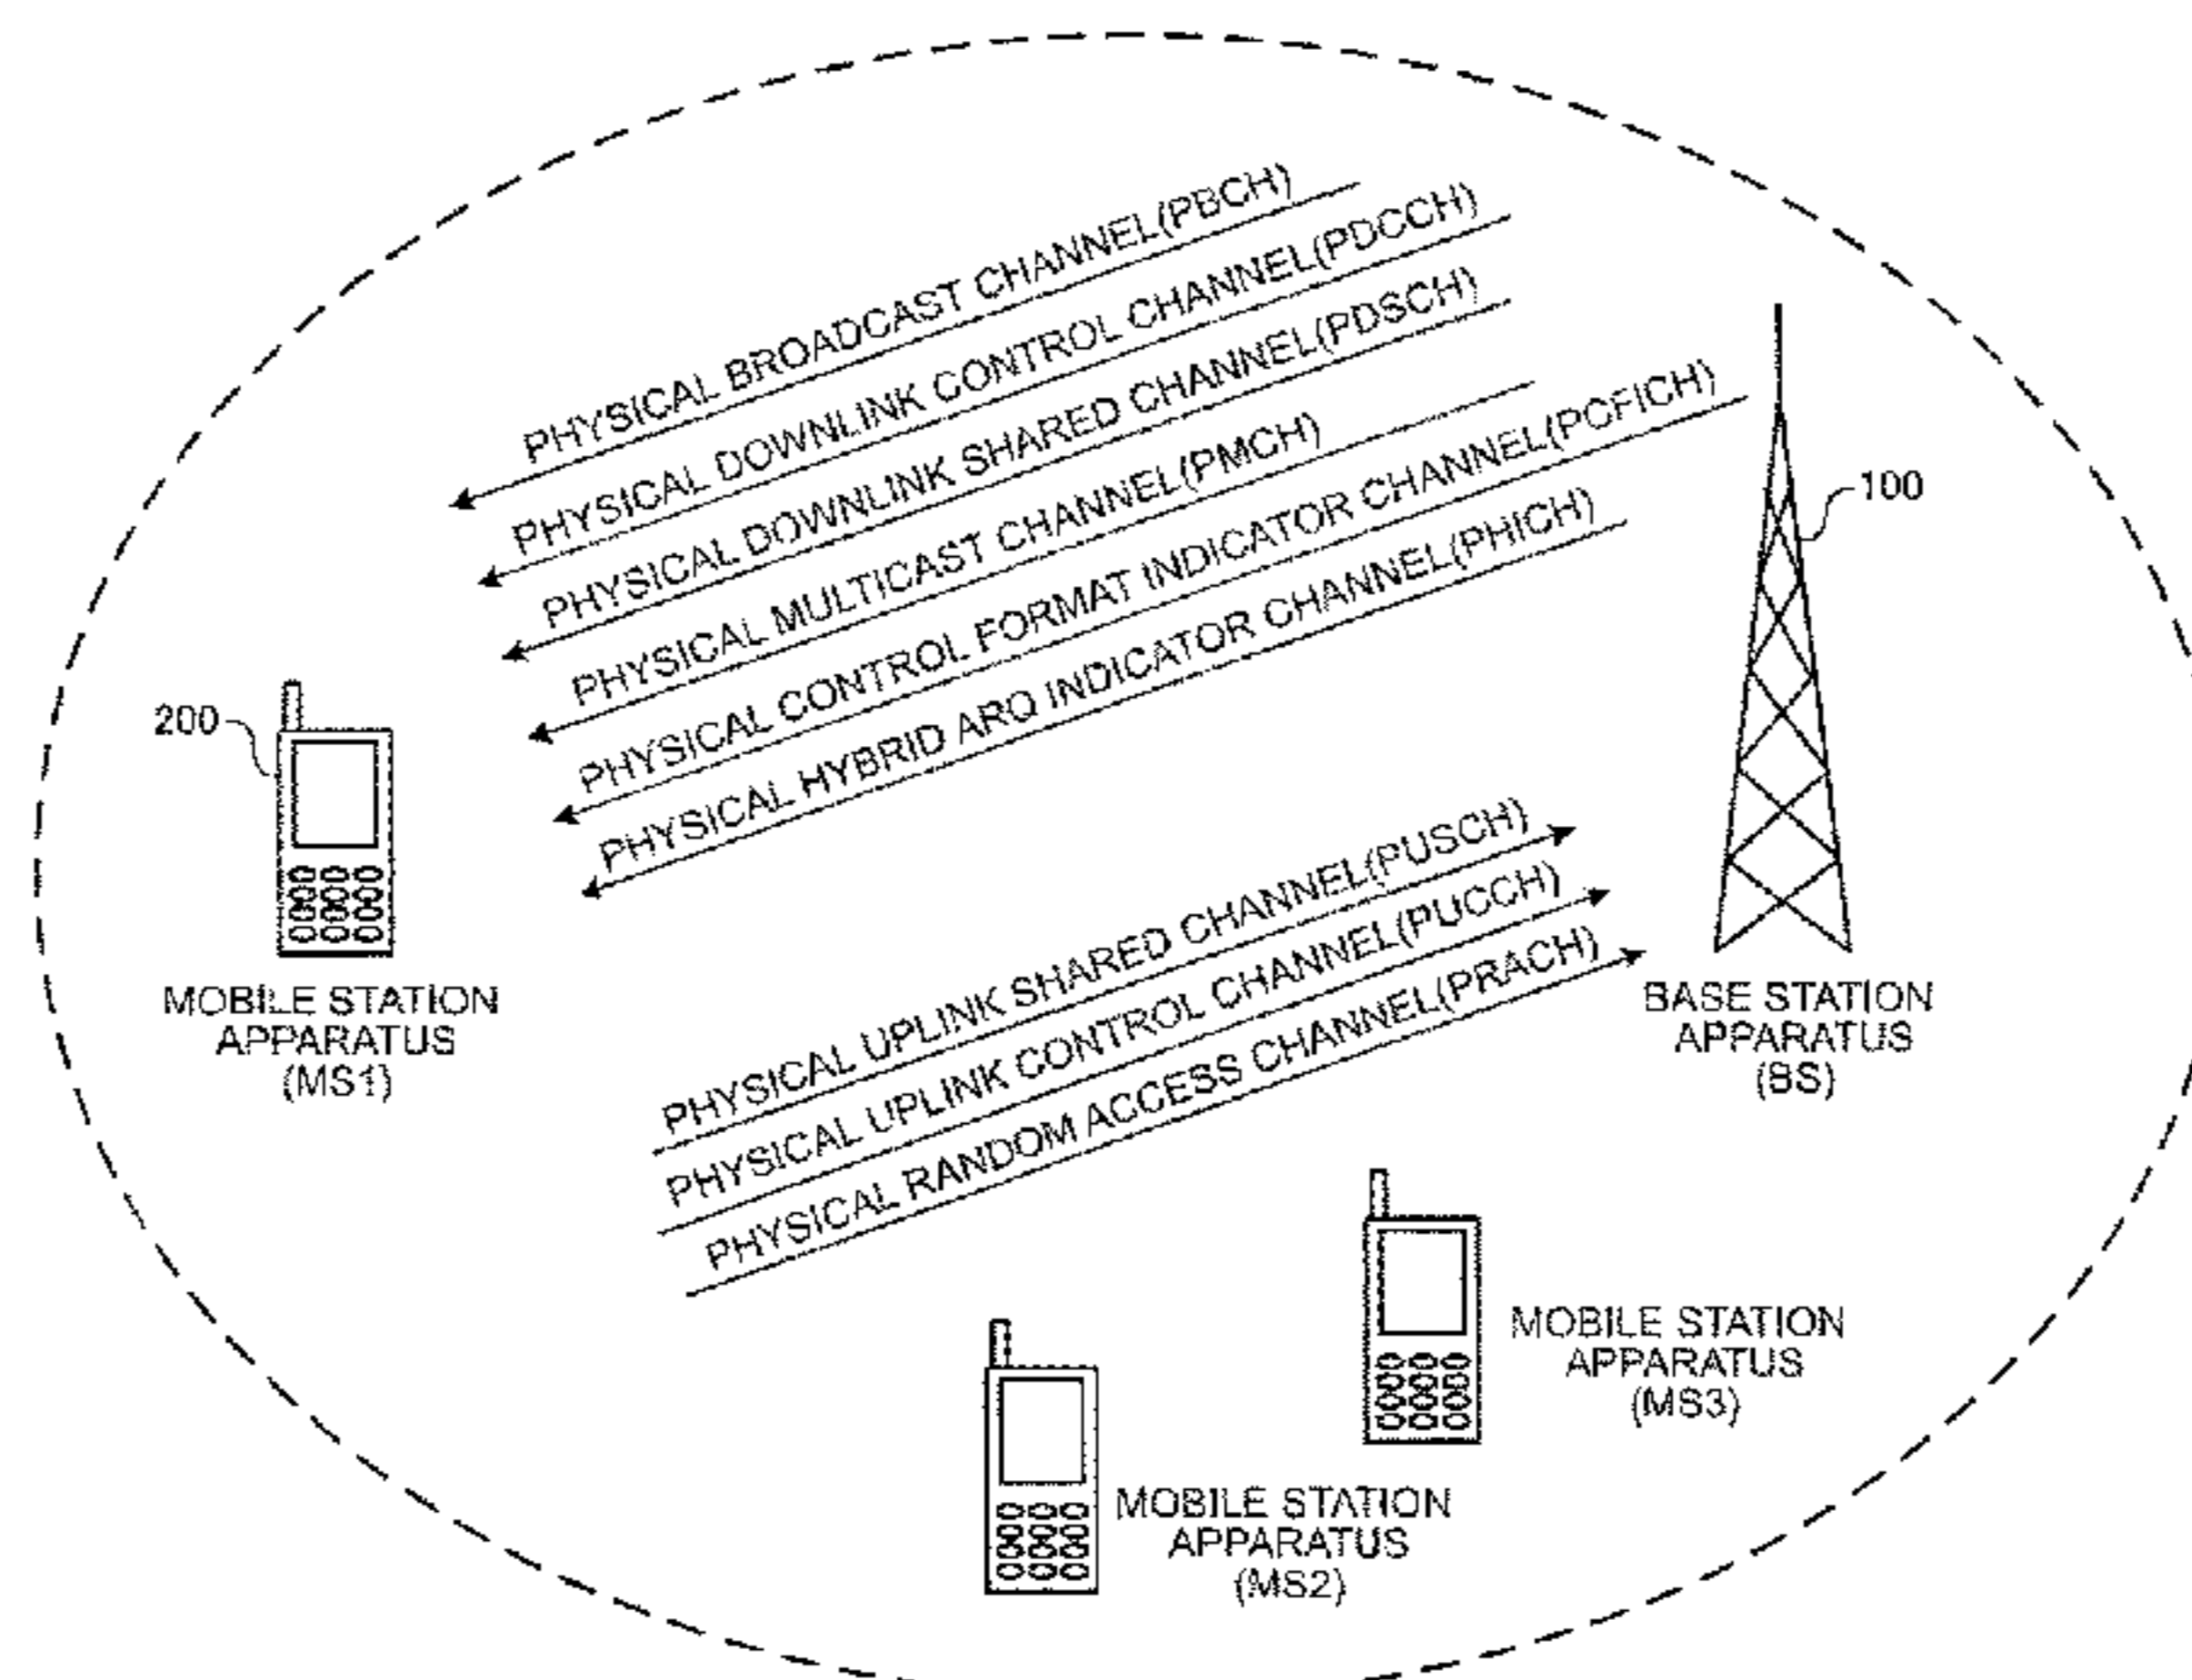 PHYSICAL BROADCAST CHANNEL(PBCH)
PHYSICAL DOWNLINK CONTROL CHANNEL(PDCCH)
PHYSICAL DOWNLINK SHARED CHANNEL(PDSCH)
PHYSICAL MULTICAST CHANNEL(PMCH)
PHYSICAL CONTROL FORMAT INDICATOR CHANNEL(PCFICH)
PHYSICAL HYBRID ARQ INDICATOR CHANNEL(PHICH)
100
200
PHYSICAL UPLINK SHARED CHANNEL(PUSCH)
PHYSICAL UPLINK CONTROL CHANNEL(PUCCH)
PHYSICAL RANDOM ACCESS CHANNEL(PRACH)
MOBILE STATION
APPARATUS
(MS1)
BASE STATION
APPARATUS
(BS)
MOBILE STATION
APPARATUS
(MS3)
MOBILE STATION
APPARATUS
(MS2)